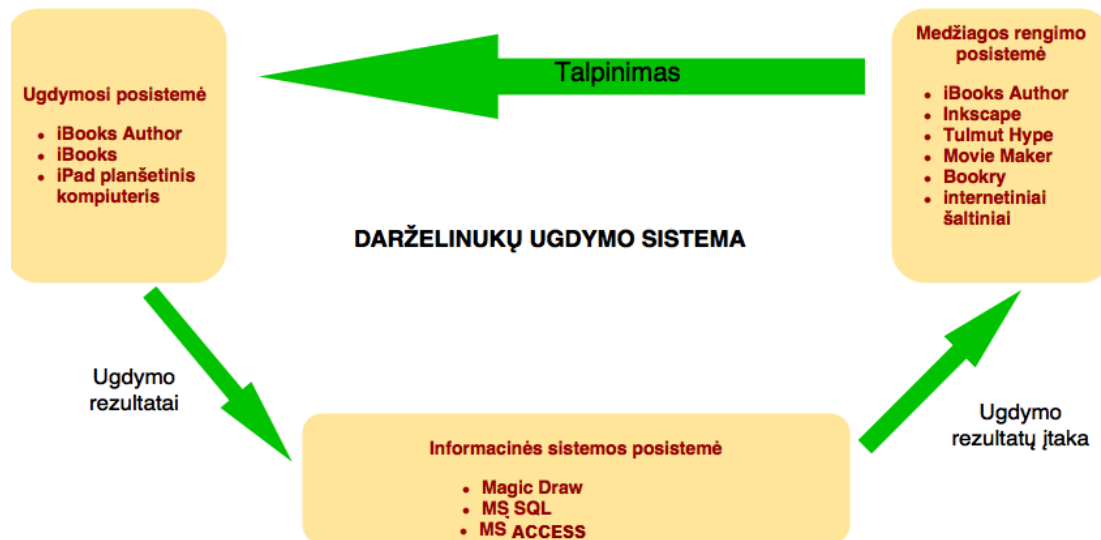 Ugdymosi posistemė
iBooks Author
iBooks
iPad planšetinis
kompiuteris
Talpinimas
Medžiagos rengimo
posistemė
iBooks Author
Inkscape
Tulmut Hype
Movie Maker
Bookry
internetiniai
šaltiniai
DARŽELINUKŲ UGDYMO SISTEMA
Ugdymo
rezultatai
Informacinės sistemos posistemė
Magic Draw
MS SQL
MS ACCESS
Ugdymo
rezultatų įtaka